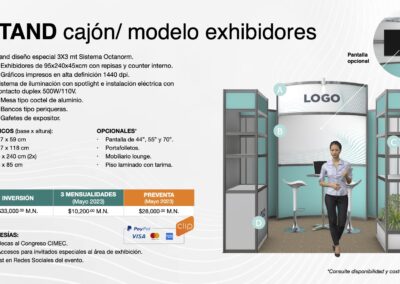 TAND cajón/ modelo exhibidores
and diseño especial 3X3 mt Sistema Octanorm.
Exhibidores de 95x240x45xcm con repisas y counter interno.
Gráficos impresos en alta definición 1440 dpi.
stema de iluminación con spotlight e instalación eléctrica con
ontacto duplex 500W/110V.
Mesa tipo coctel de aluminio.
Bancos tipo periqueras.
Gafetes de expositor.
Pantalla
opcional
LOGO
A
B
C
D
ICOS (base x altura):
7 x 59 cm
7 x 118 cm
x 240 cm (2x)
x 85 cm
OPCIONALES*
· Pantalla de 44", 55" y 70".
· Portafolletos.
· Mobiliario lounge.
· Piso laminado con tarima.
INVERSIÓN
3 MENSUALIDADES
(Mayo 2023)
PREVENTA
(Mayo 2023)
33,000.00 M.N.
$10,200.00 M.N.
$28,000.00 M.N.
ESÍAS:
ecas al Congreso CIMEC.
Accesos para invitados especiales al área de exhibición.
st en Redes Sociales del evento.
PayPal
VISA
clip
*Consulte disponibilidad y cost